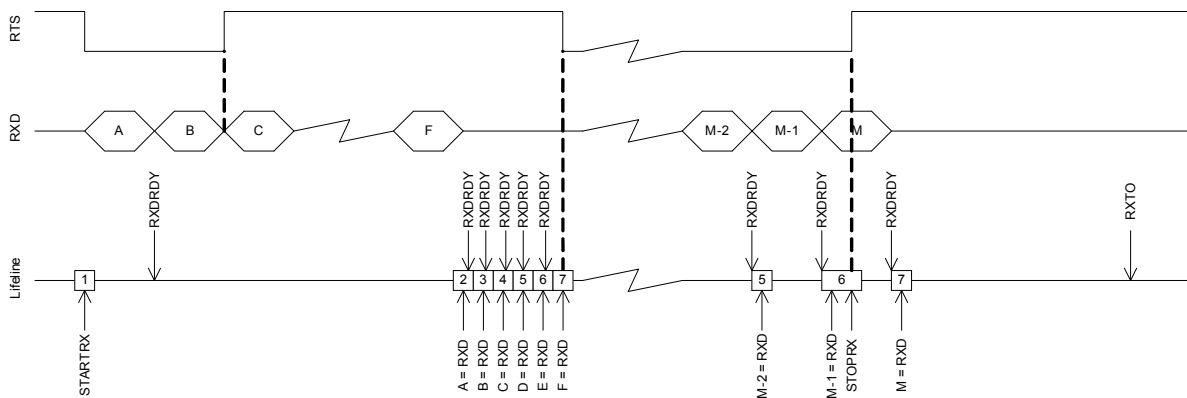 RTS
RXD
A B C F M-2 M-1 M
RXDRDY RXDRDY RXDRDY RXDRDY RXDRDY RXDRDY RXDRDY RXDRDY RXDRDY RXTO
Lifeline
1 2 3 4 5 6 7 5 6 7
STARTRX A = RXD B = RXD C = RXD D = RXD E = RXD F = RXD M-2 = RXD M-1 = RXD STOPRX M = RXD